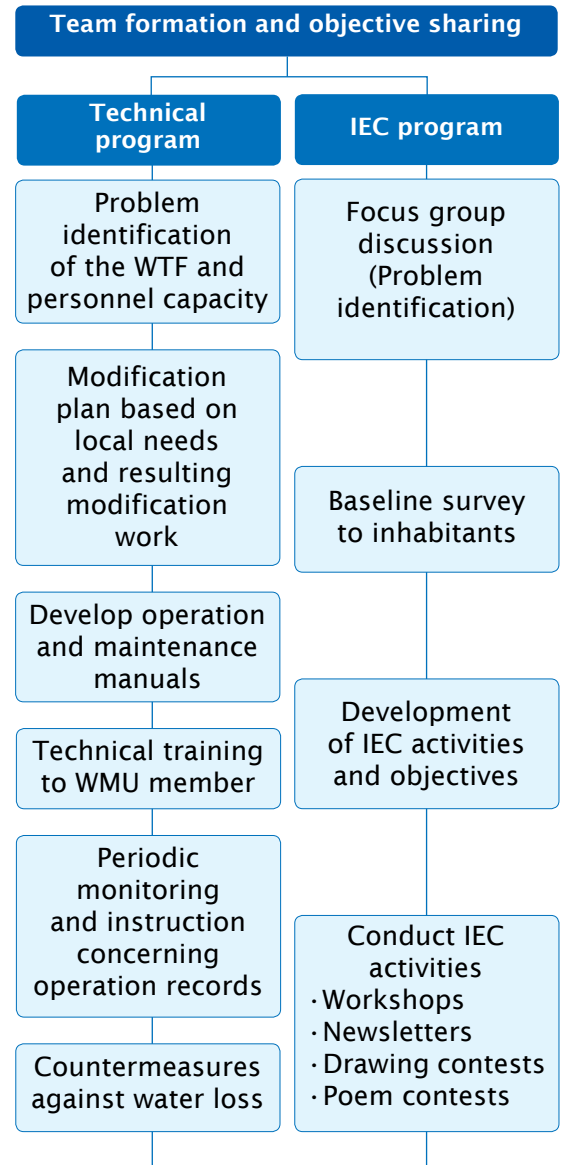 Team formation and objective sharing
Technical
program
Problem
identification
of the WTF and
personnel capacity
Modification
plan based on
local needs
and resulting
modification
work
Develop operation
and maintenance
manuals
Technical training
to WMU member
Periodic
monitoring
and instruction
concerning
operation records
Countermeasures
against water loss
IEC program
Focus group
discussion
(Problem
identification)
Baseline survey
to inhabitants
Development
of IEC activities
and objectives
Conduct IEC
activities
· Workshops
· Newsletters
· Drawing contests
· Poem contests